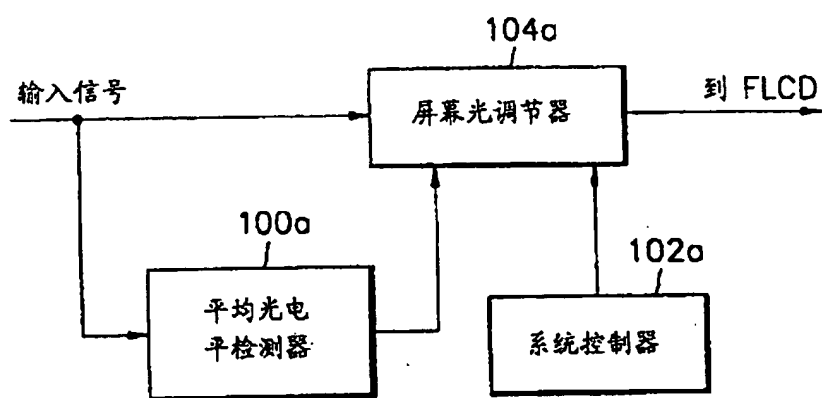 104a
输入信号
屏幕光调节器
到 FLCD
100a
平均光电
平检测器
102a
系统控制器